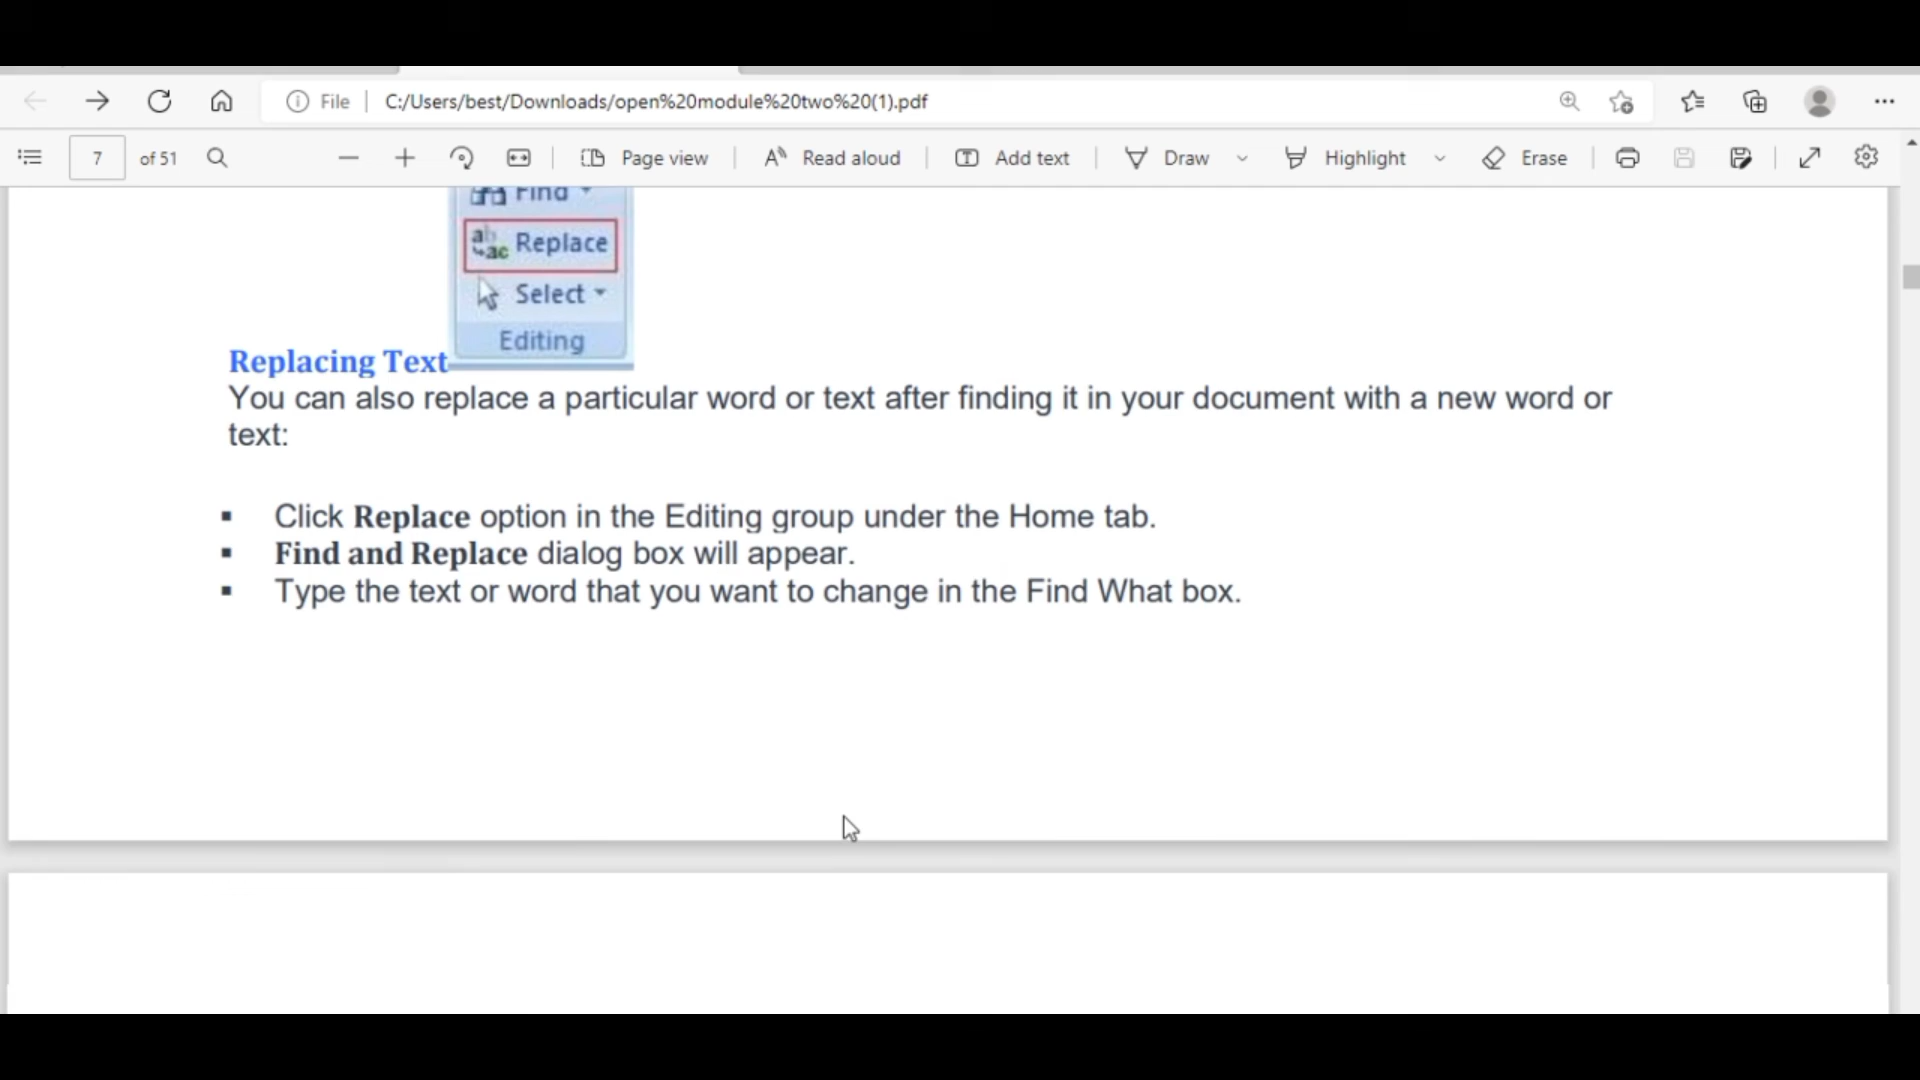 File C:/Users/best/Downloads/open%20module%20two%20(1).pdf
7 of 51 Page view Read aloud Add text Draw Highlight Erase
Find
ab ac Replace
Select
Editing
Replacing Text
You can also replace a particular word or text after finding it in your document with a new word or
text:
▪ Click Replace option in the Editing group under the Home tab.
▪ Find and Replace dialog box will appear.
▪ Type the text or word that you want to change in the Find What box.